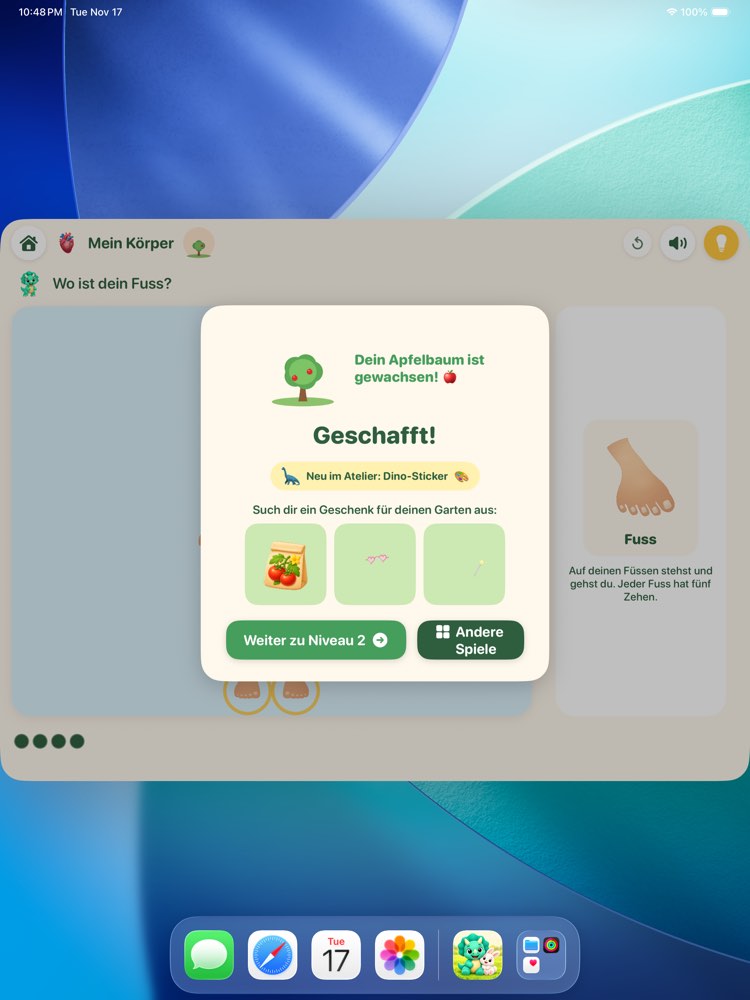 10:48 PM Tue Nov 17
100%
Mein Körper
Wo ist dein Fuss?
Dein Apfelbaum ist
gewachsen!
Geschafft!
Neu im Atelier: Dino-Sticker
Such dir ein Geschenk für deinen Garten aus:
Weiter zu Niveau 2
Andere
Spiele
Fuss
Auf deinen Füssen stehst und
gehst du. Jeder Fuss hat fünf
Zehen.
Tue
17